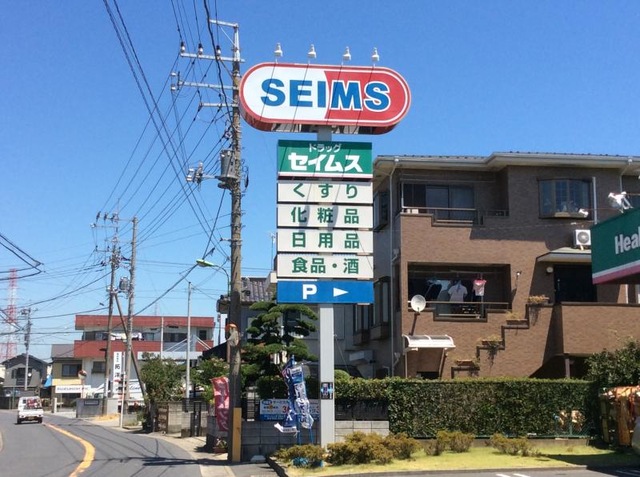 SEIMS
ドラッグ
セイムス
くすり
化粧品
日用品
食品・酒
P
Heal